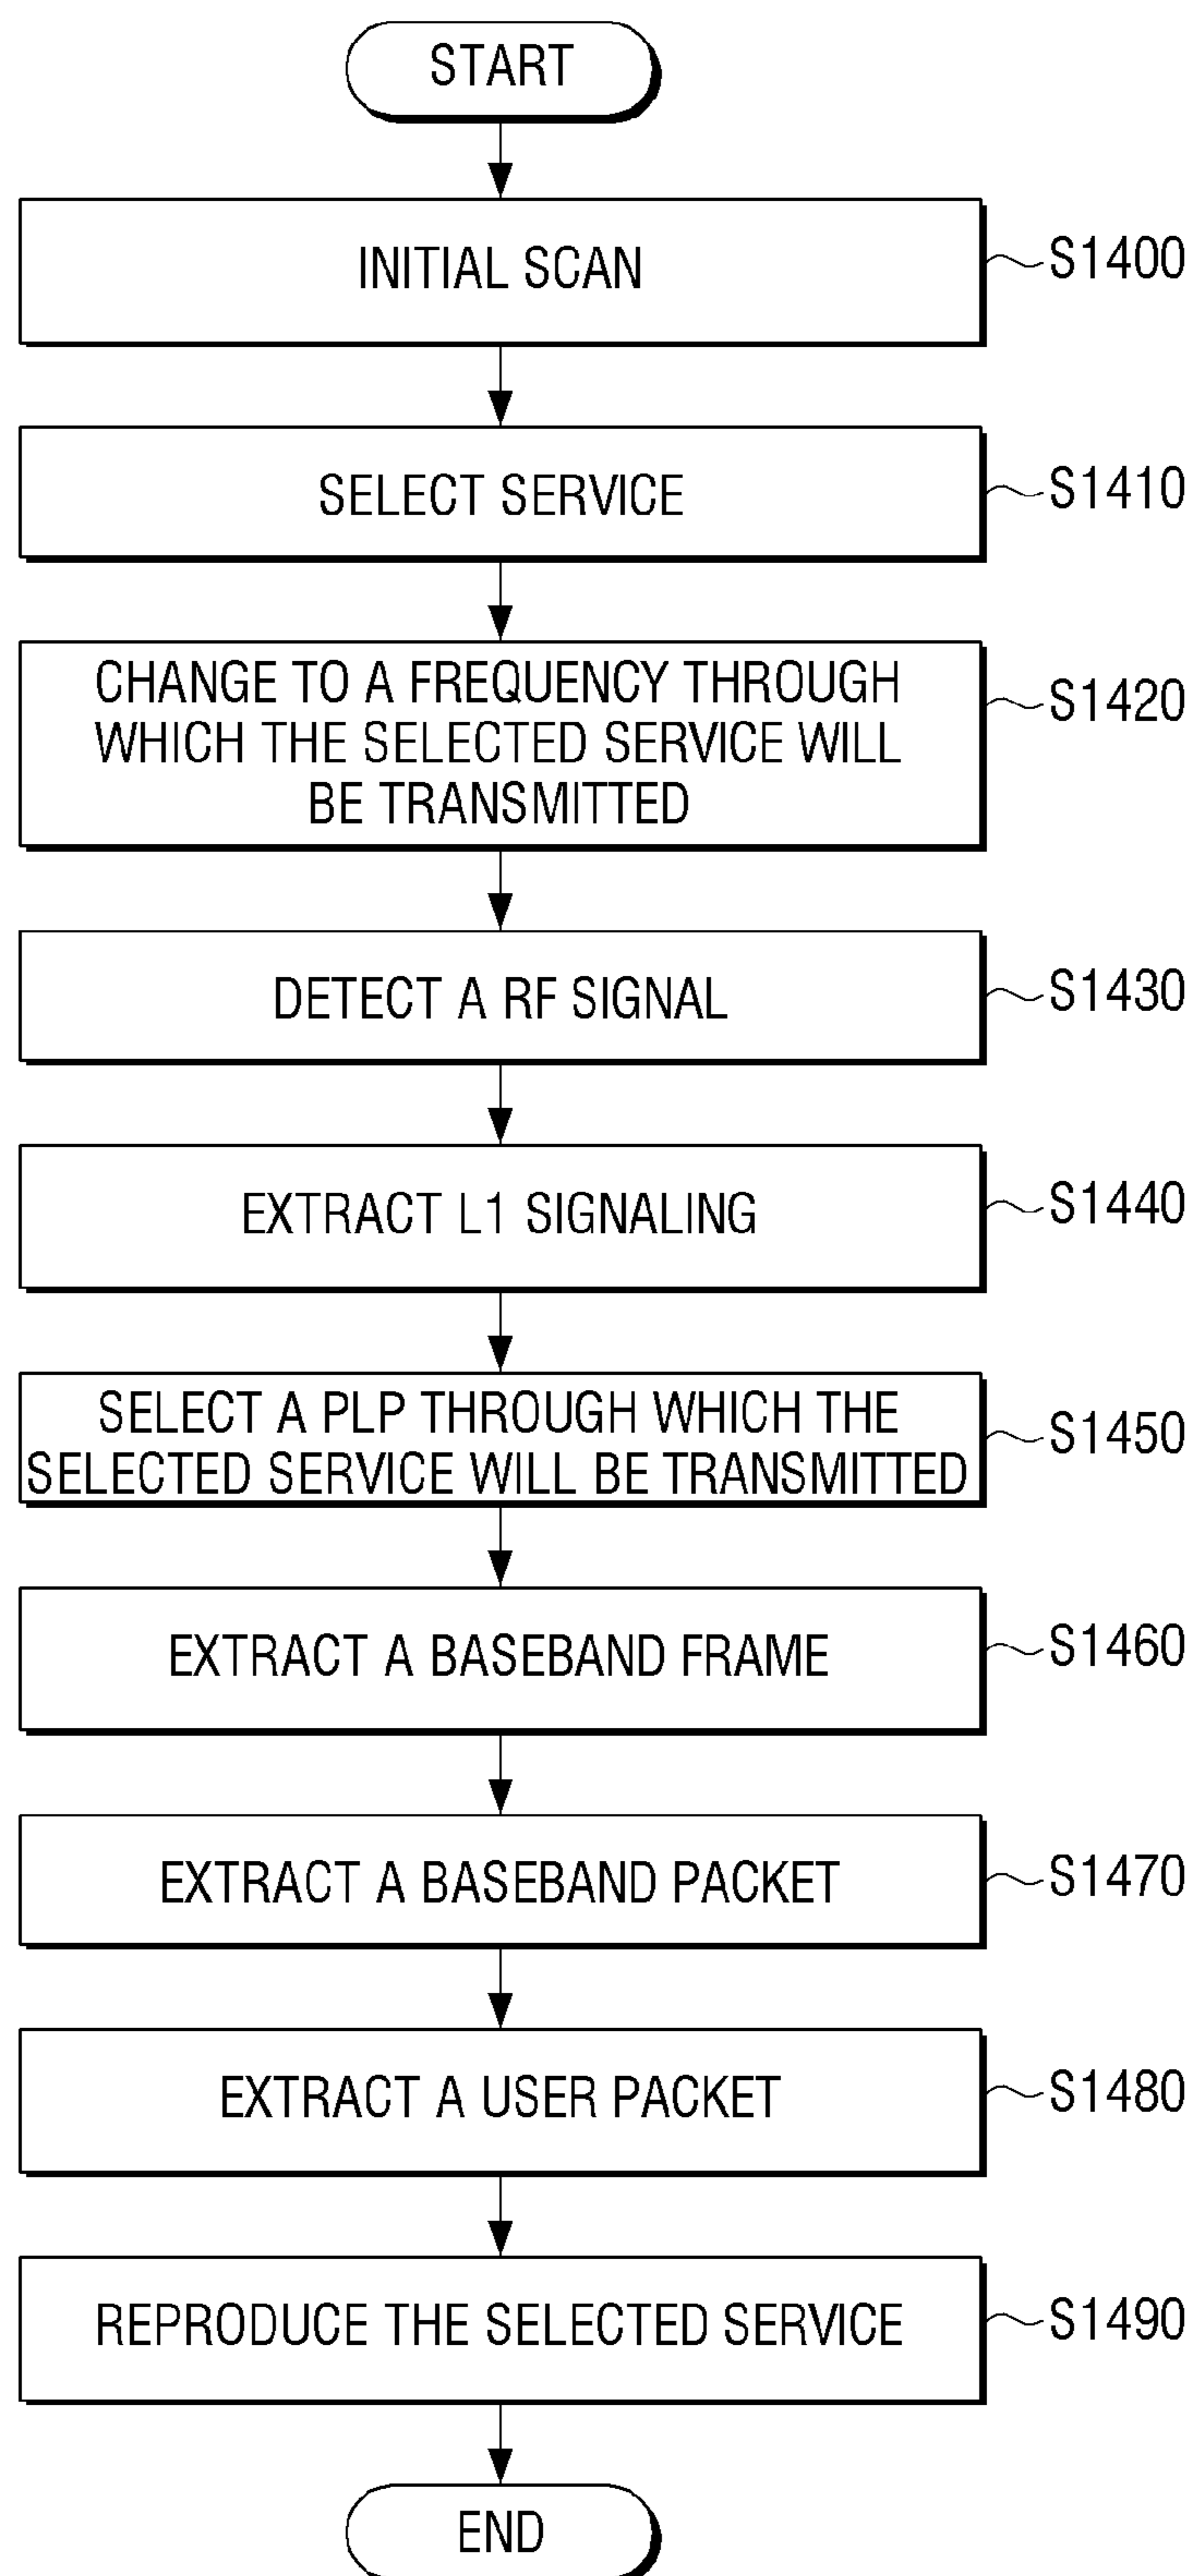 START
INITIAL SCAN
S1400
SELECT SERVICE
S1410
CHANGE TO A FREQUENCY THROUGH
WHICH THE SELECTED SERVICE WILL
BE TRANSMITTED
S1420
DETECT A RF SIGNAL
S1430
EXTRACT L1 SIGNALING
S1440
SELECT A PLP THROUGH WHICH THE
SELECTED SERVICE WILL BE TRANSMITTED
S1450
EXTRACT A BASEBAND FRAME
S1460
EXTRACT A BASEBAND PACKET
S1470
EXTRACT A USER PACKET
S1480
REPRODUCE THE SELECTED SERVICE
S1490
END